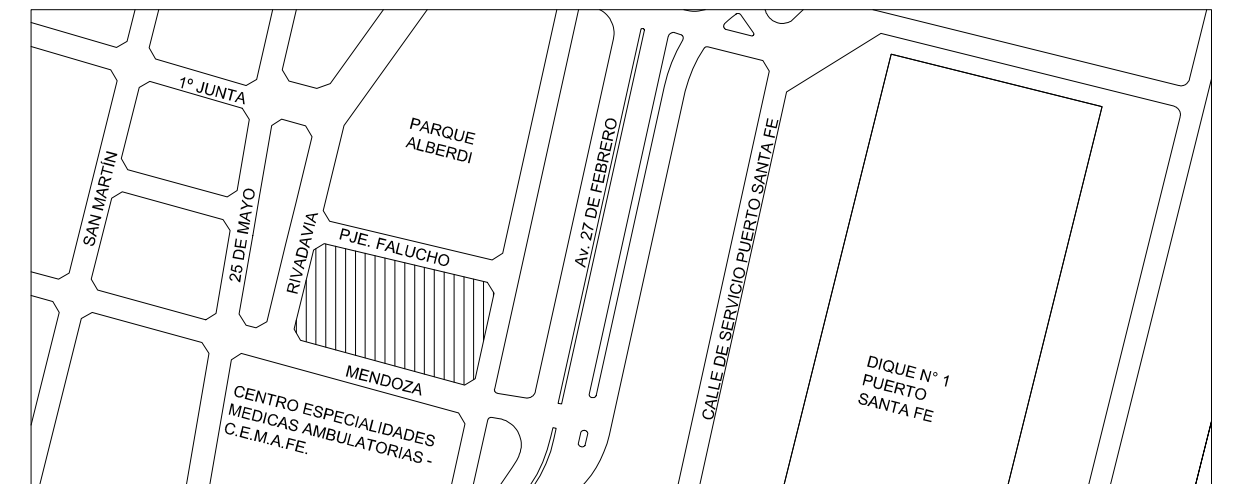 1º JUNTA
PARQUE
ALBERDI
SAN MARTÍN
25 DE MAYO
RIVADAVIA
PJE. FALUCHO
Av. 27 DE FEBRERO
CALLE DE SERVICIO PUERTO SANTA FE
MENDOZA
CENTRO ESPECIALIDADES
MEDICAS AMBULATORIAS -
C.E.M.A.FE.
DIQUE N° 1
PUERTO
SANTA FE